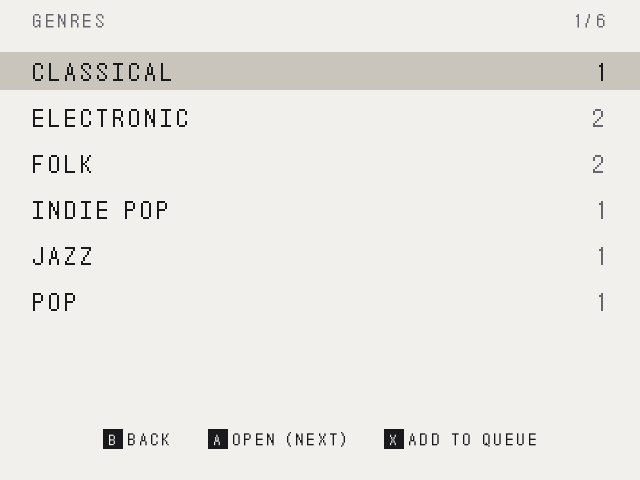 GENRES 1/6
CLASSICAL 1
ELECTRONIC 2
FOLK 2
INDIE POP 1
JAZZ 1
POP 1
B BACK A OPEN (NEXT) X ADD TO QUEUE